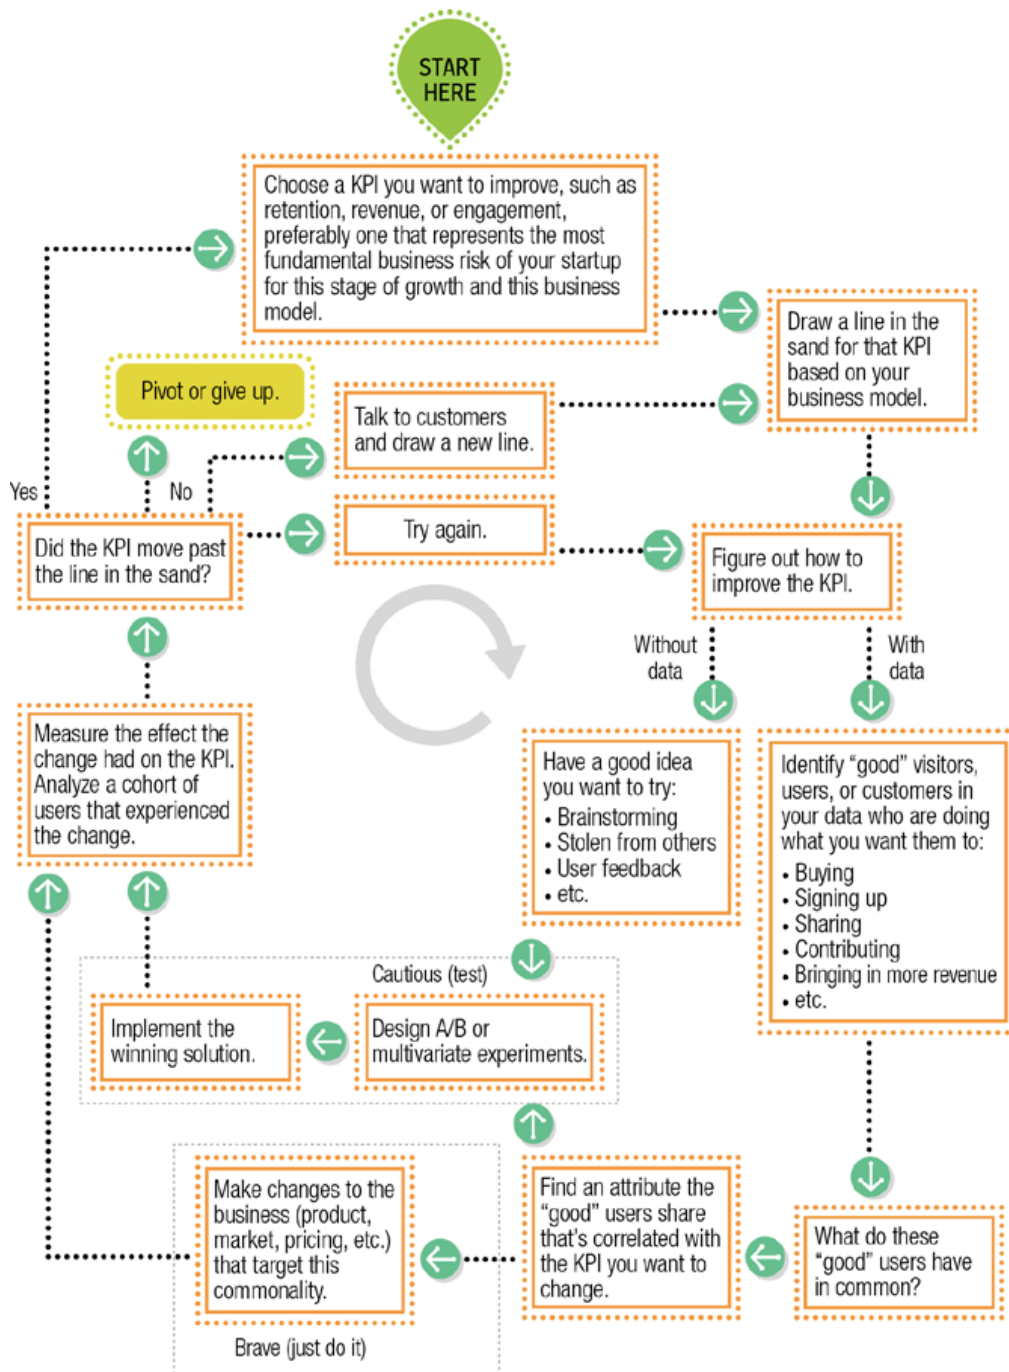 START
HERE
Choose a KPI you want to improve, such as
retention, revenue, or engagement,
preferably one that represents the most
fundamental business risk of your startup
for this stage of growth and this business
model.
Draw a line in the
sand for that KPI
based on your
business model.
Pivot or give up.
Talk to customers
and draw a new line.
Yes
No
Try again.
Did the KPI move past
the line in the sand?
Figure out how to
improve the KPI.
Without
data
With
data
Measure the effect the
change had on the KPI.
Analyze a cohort of
users that experienced
the change.
Have a good idea
you want to try:
• Brainstorming
• Stolen from others
• User feedback
• etc.
Identify “good” visitors,
users, or customers in
your data who are doing
what you want them to:
• Buying
• Signing up
• Sharing
• Contributing
• Bringing in more revenue
• etc.
Cautious (test)
Implement the
winning solution.
Design A/B or
multivariate experiments.
Make changes to the
business (product,
market, pricing, etc.)
that target this
commonality.
Brave (just do it)
Find an attribute the
“good” users share
that’s correlated with
the KPI you want to
change.
What do these
“good” users have
in common?